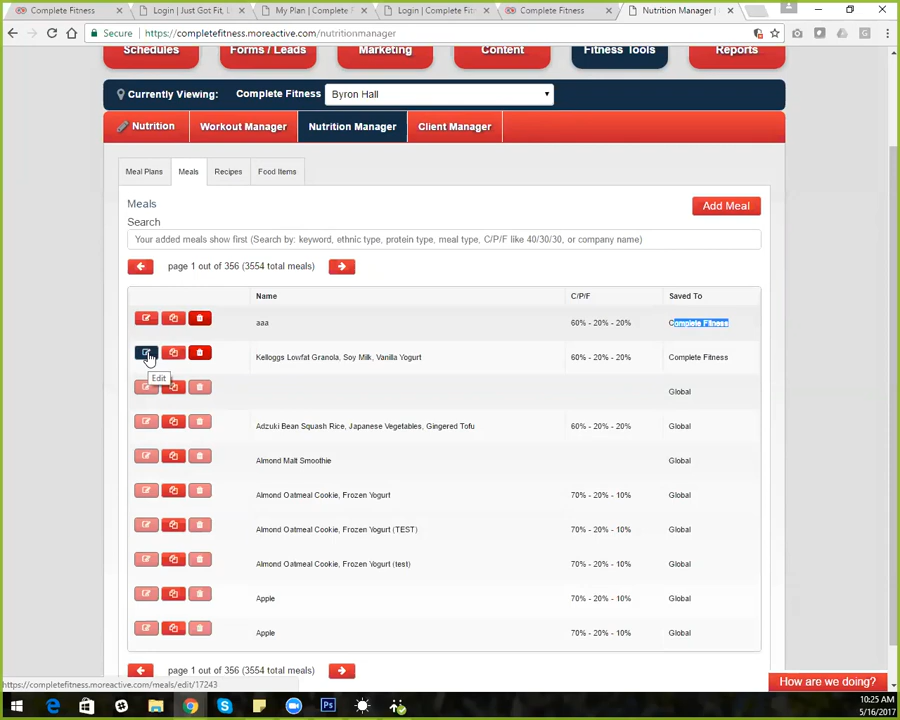 Complete Fitness
Login | Just Got Fit, L
My Plan | Complete F
Login | Complete Fitn
Complete Fitness
Nutrition Manager |
Secure
https://completefitness.moreactive.com/nutritionmanager
Schedules
Forms / Leads
Marketing
Content
Fitness Tools
Reports
Currently Viewing:
Complete Fitness
Byron Hall
Nutrition
Workout Manager
Nutrition Manager
Client Manager
Meal Plans
Meals
Recipes
Food Items
Meals
Add Meal
Search
Your added meals show first (Search by: keyword, ethnic type, protein type, meal type, C/P/F like 40/30/30, or company name)
page 1 out of 356 (3554 total meals)
Name C/P/F Saved To
aaa 60% - 20% - 20% Complete Fitness
Kelloggs Lowfat Granola, Soy Milk, Vanilla Yogurt 60% - 20% - 20% Complete Fitness
Edit
Global
Adzuki Bean Squash Rice, Japanese Vegetables, Gingered Tofu 60% - 20% - 20% Global
Almond Malt Smoothie Global
Almond Oatmeal Cookie, Frozen Yogurt 70% - 20% - 10% Global
Almond Oatmeal Cookie, Frozen Yogurt (TEST) 70% - 20% - 10% Global
Almond Oatmeal Cookie, Frozen Yogurt (test) 70% - 20% - 10% Global
Apple 70% - 20% - 10% Global
Apple 70% - 20% - 10% Global
page 1 out of 356 (3554 total meals)
How are we doing?
https://completefitness.moreactive.com/meals/edit/17243
Ps
10:25 AM
5/16/2017